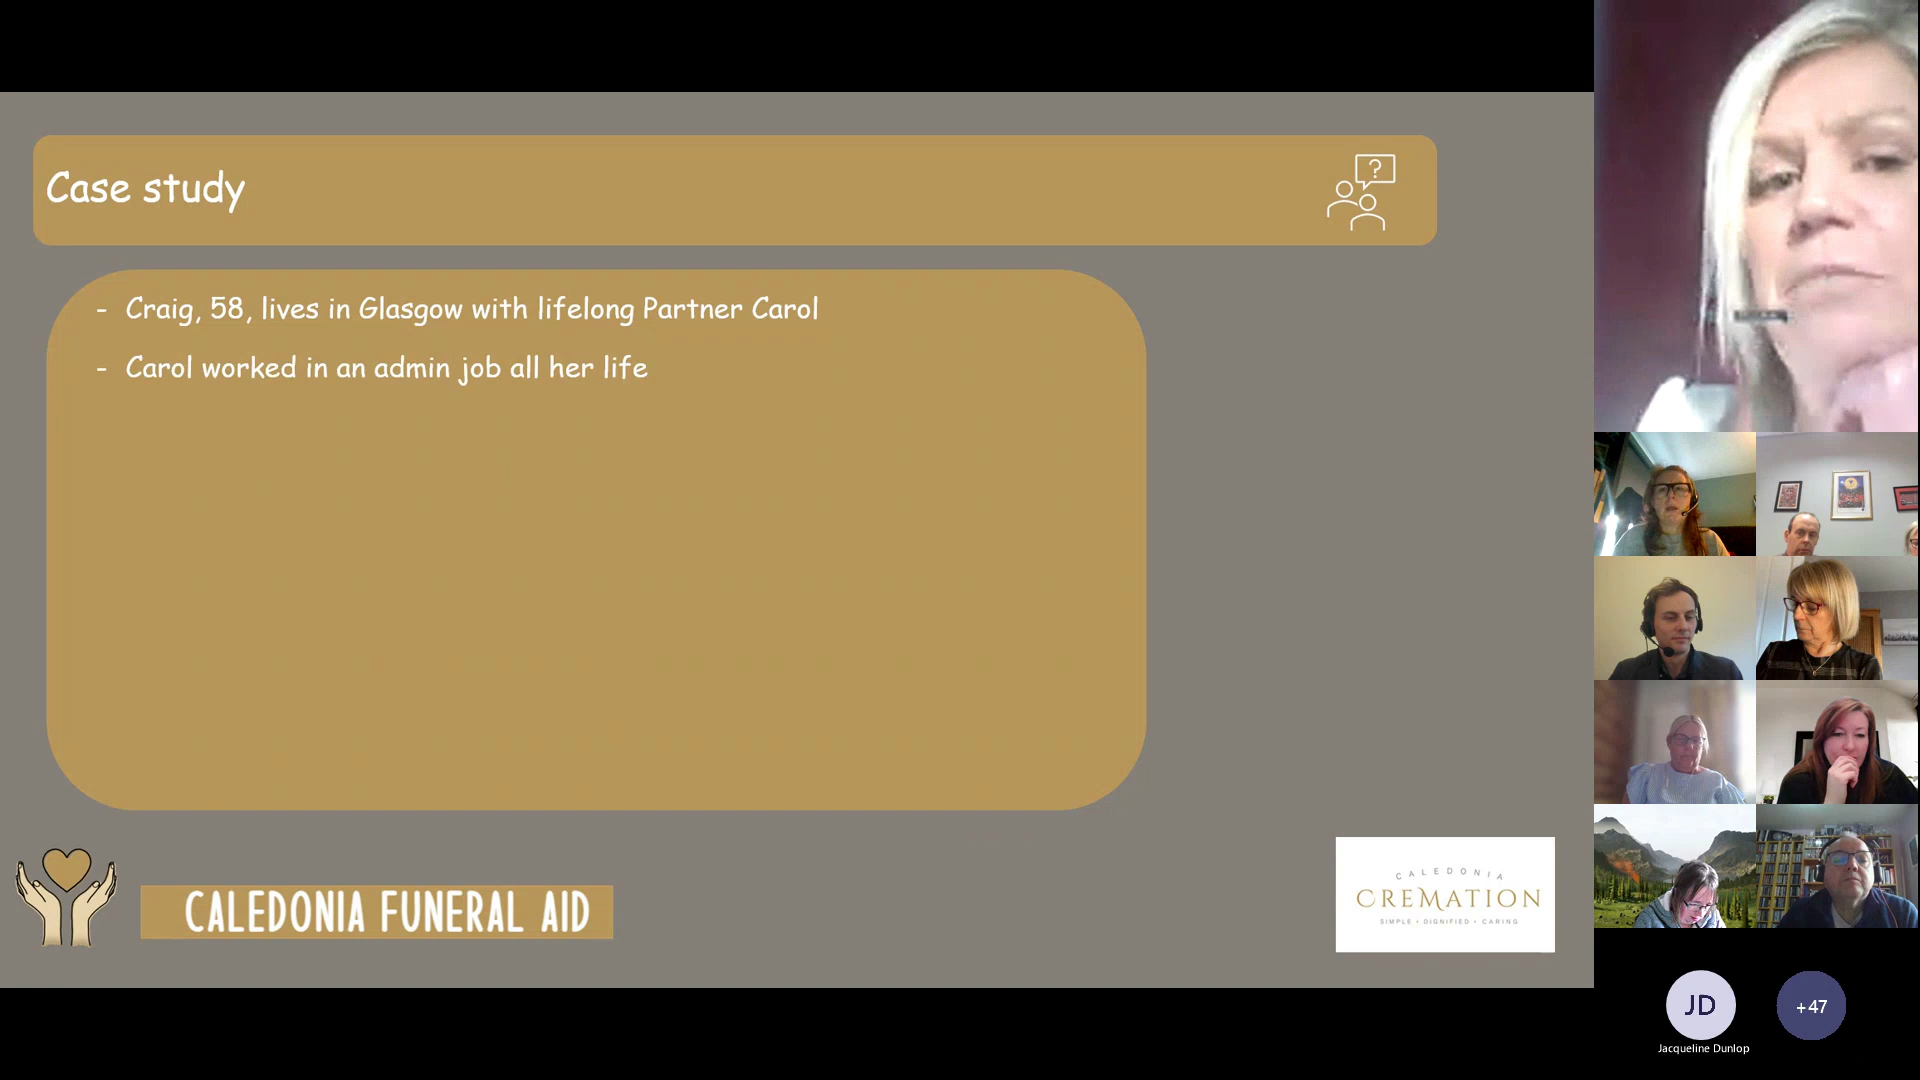 Case study
?
- Craig, 58, lives in Glasgow with lifelong Partner Carol
- Carol worked in an admin job all her life
CALEDONIA FUNERAL AID
CALEDONIA
CREMATION
SIMPLE • DIGNIFIED • CARING
JD
+47
Jacqueline Dunlop